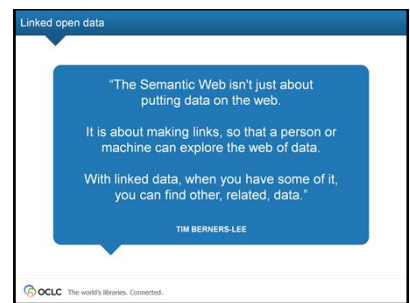 Linked open data
“The Semantic Web isn't just about
putting data on the web.
It is about making links, so that a person or
machine can explore the web of data.
With linked data, when you have some of it,
you can find other, related, data.”
TIM BERNERS-LEE
OCLC The world's libraries. Connected.